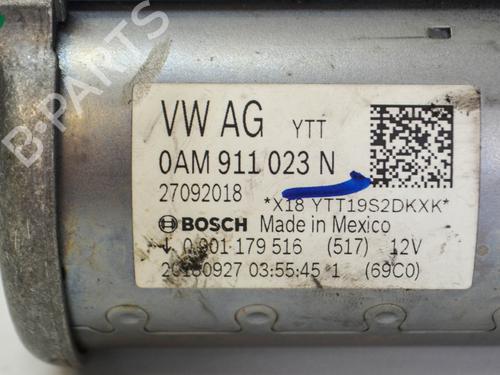 B-PARTS
VW AG YTT
0AM 911 023 N
27092018
*X18 YTT19S2DKXK*
BOSCH Made in Mexico
0 001 179 516 (517) 12V
20180927 03:55:45 1 (69C0)